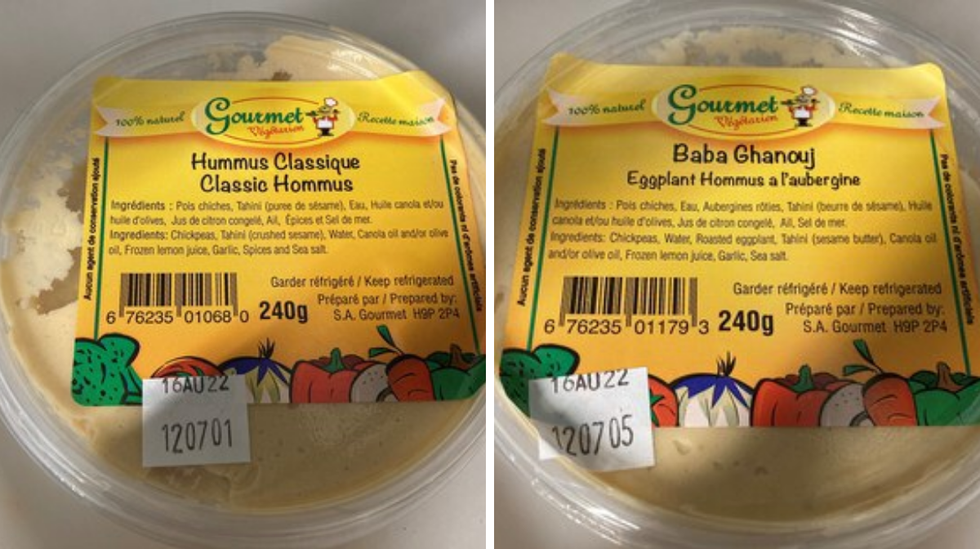 100% naturel
Gourmet
Végétarien
Recette maison
Hummus Classique
Classic Hommus
Ingrédients : Pois chiches, Tahini (puree de sésame), Eau, Huile canola et/ou
huile d'olives, Jus de citron congelé, Ail, Épices et Sel de mer.
Ingredients: Chickpeas, Tahini (crushed sesame), Water, Canola oil and/or olive
oil, Frozen lemon juice, Garlic, Spices and Sea salt.
Aucun agent de conservation ajouté
Pas de colorants ni d'arômes artificiels
Garder réfrigéré / Keep refrigerated
Préparé par / Prepared by:
S.A. Gourmet H9P 2P4
6 76235 01068 0
240g
16AU22
120701
100% naturel
Gourmet
Végétarien
Recette maison
Baba Ghanouj
Eggplant Hommus a l'aubergine
Ingrédients : Pois chiches, Eau, Aubergines rôties, Tahini (beurre de sésame), Huile
canola et/ou huile d'olives, Jus de citron congelé, Ail, Sel de mer.
Ingredients: Chickpeas, Water, Roasted eggplant, Tahini (sesame butter), Canola oil
and/or olive oil, Frozen lemon juice, Garlic, Sea salt.
Aucun agent de conservation ajouté
Pas de colorants ni d'arômes artificiels
Garder réfrigéré / Keep refrigerated
Préparé par / Prepared by:
S.A. Gourmet H9P 2P4
6 76235 01179 3
240g
16AU22
120705